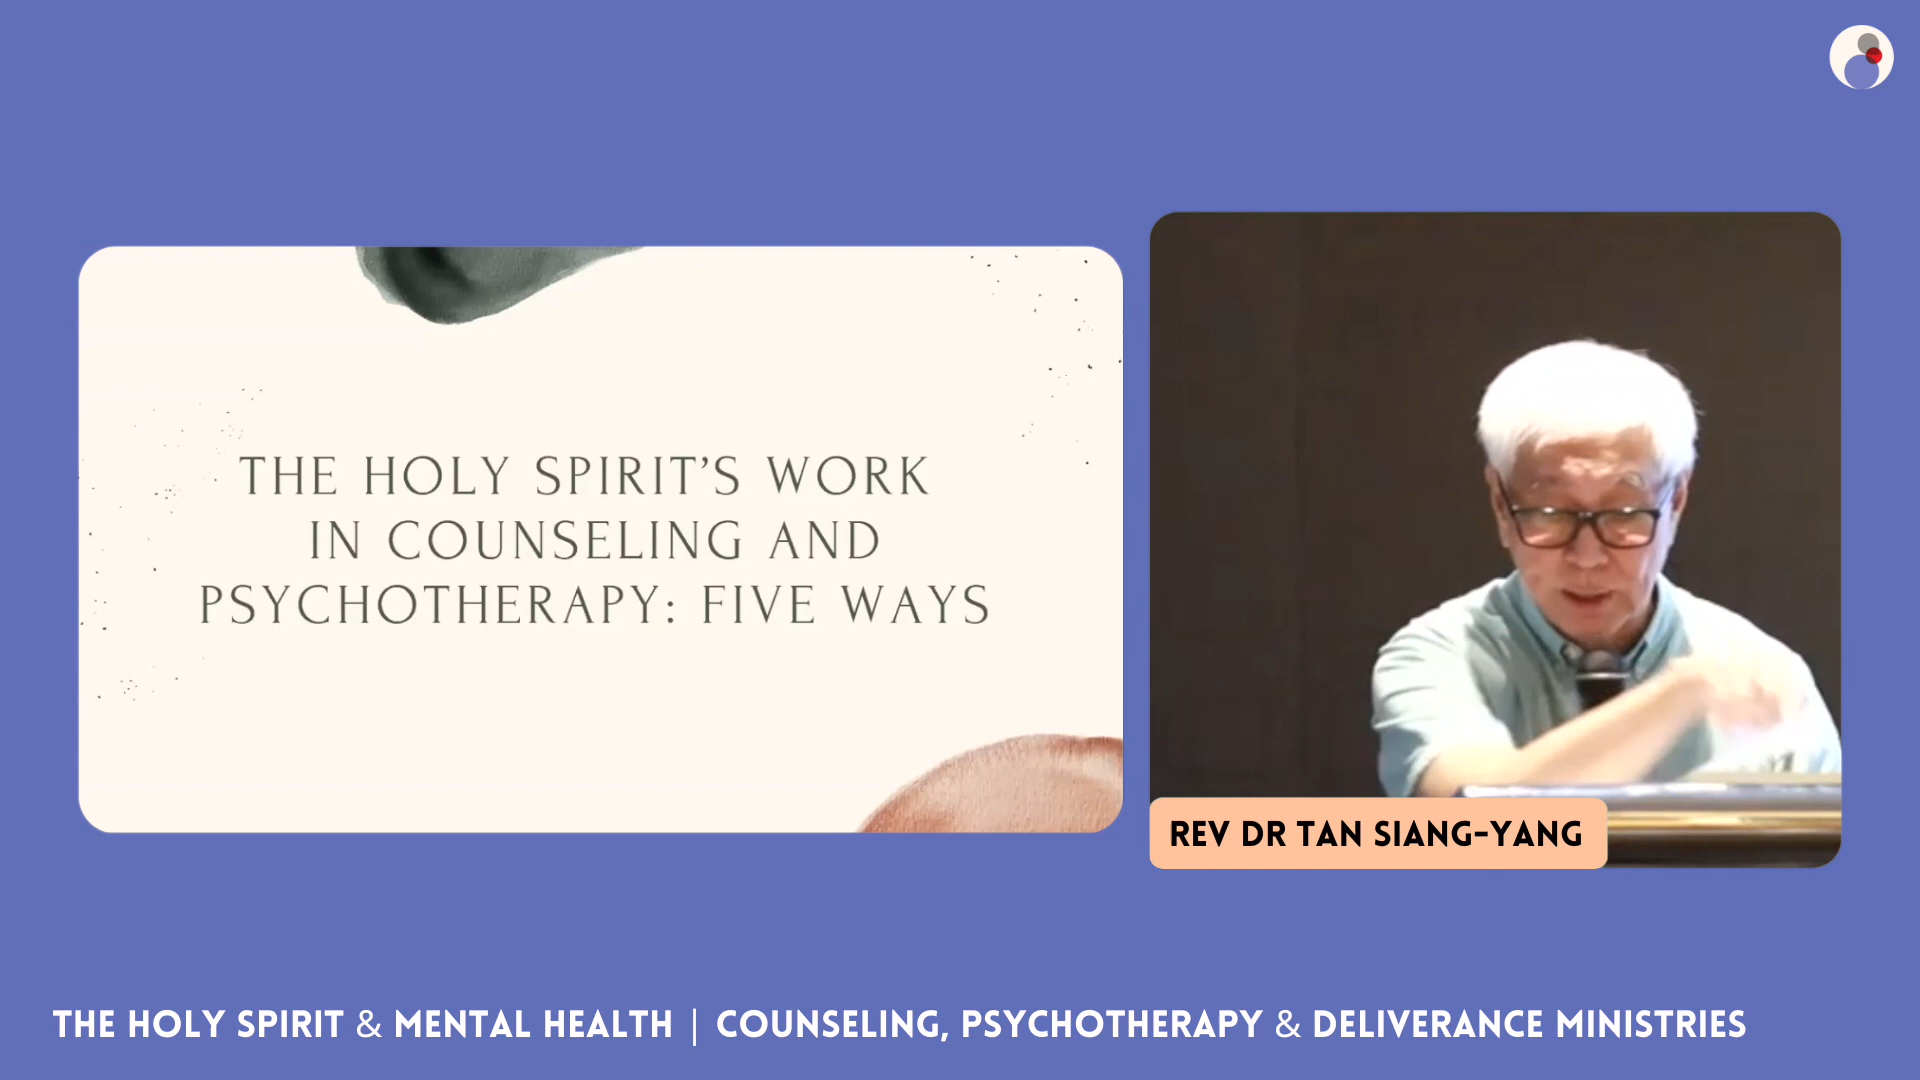 THE HOLY SPIRIT’S WORK
IN COUNSELING AND
PSYCHOTHERAPY: FIVE WAYS
REV DR TAN SIANG-YANG
THE HOLY SPIRIT & MENTAL HEALTH | COUNSELING, PSYCHOTHERAPY & DELIVERANCE MINISTRIES